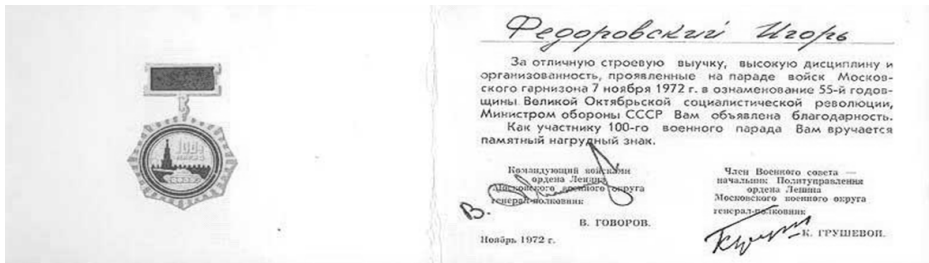 100-й
ПАРАД
СССР
Федоровский Игорь
За отличную строевую выучку, высокую дисциплину и
организованность, проявленные на параде войск Москов-
ского гарнизона 7 ноября 1972 г. в ознаменование 55-й годов-
щины Великой Октябрьской социалистической революции,
Министром обороны СССР Вам объявлена благодарность.
Как участнику 100-го военного парада Вам вручается
памятный нагрудный знак.
Командующий войсками
ордена Ленина
Московского военного округа
генерал-полковник
В. ГОВОРОВ.
Ноябрь 1972 г.
Член Военного совета —
начальник Политуправления
ордена Ленина
Московского военного округа
генерал-полковник
К. ГРУШЕВОЙ.